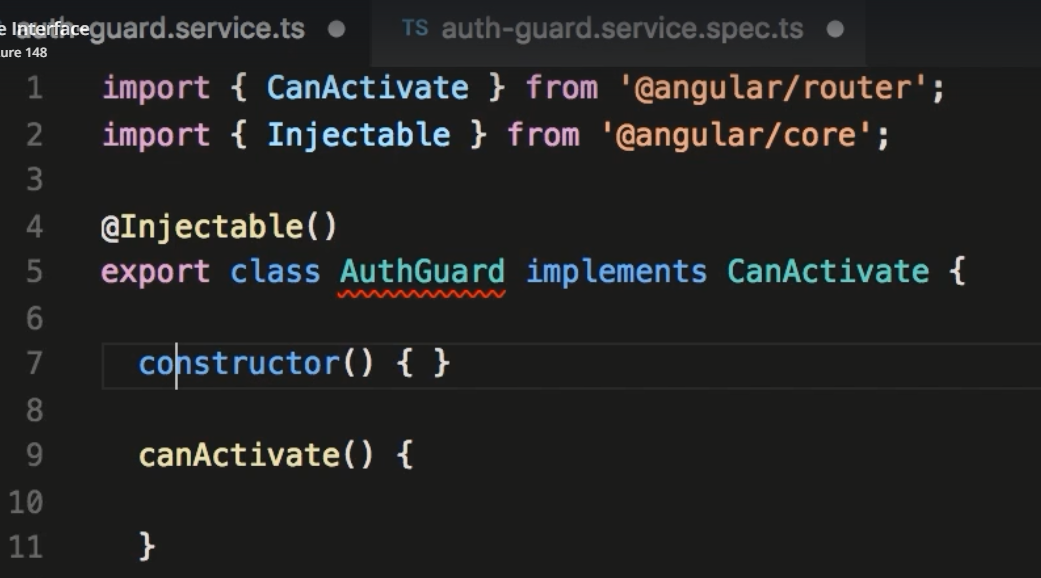 e Interface
ure 148
auth-guard.service.ts
TS auth-guard.service.spec.ts
1 import { CanActivate } from '@angular/router';
2 import { Injectable } from '@angular/core';
3
4 @Injectable()
5 export class AuthGuard implements CanActivate {
6
7 constructor() { }
8
9 canActivate() {
10
11 }